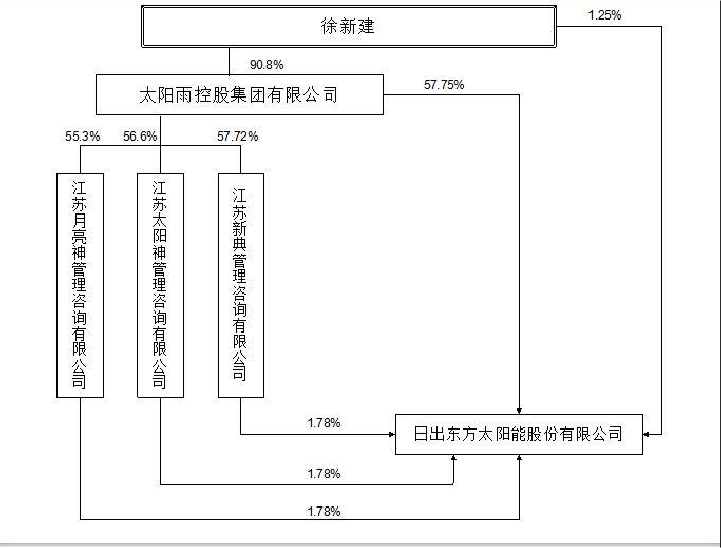 徐新建
1.25%
90.8%
太阳雨控股集团有限公司
57.75%
55.3%
56.6%
57.72%
江苏月亮神管理咨询有限公司
江苏太阳神管理咨询有限公司
江苏新典管理咨询有限公司
1.78%
日出东方太阳能股份有限公司
1.78%
1.78%